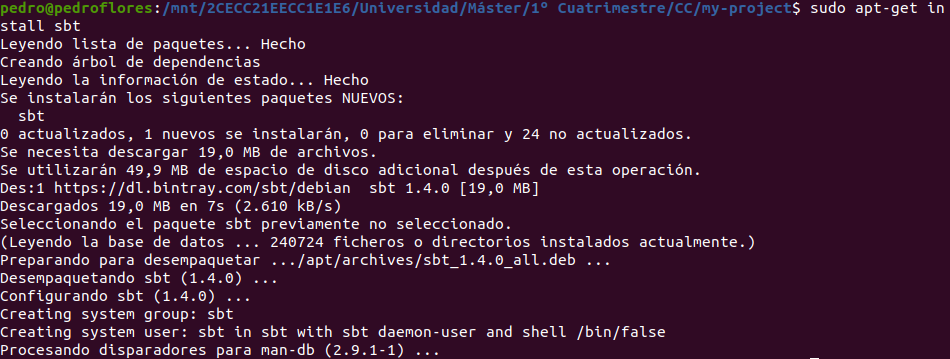 pedro@pedroflores:/mnt/2CECC21EECC1E1E6/Universidad/Máster/1º Cuatrimestre/CC/my-project$ sudo apt-get in
stall sbt
Leyendo lista de paquetes... Hecho
Creando árbol de dependencias
Leyendo la información de estado... Hecho
Se instalarán los siguientes paquetes NUEVOS:
  sbt
0 actualizados, 1 nuevos se instalarán, 0 para eliminar y 24 no actualizados.
Se necesita descargar 19,0 MB de archivos.
Se utilizarán 49,9 MB de espacio de disco adicional después de esta operación.
Des:1 https://dl.bintray.com/sbt/debian  sbt 1.4.0 [19,0 MB]
Descargados 19,0 MB en 7s (2.610 kB/s)
Seleccionando el paquete sbt previamente no seleccionado.
(Leyendo la base de datos ... 240724 ficheros o directorios instalados actualmente.)
Preparando para desempaquetar .../apt/archives/sbt_1.4.0_all.deb ...
Desempaquetando sbt (1.4.0) ...
Configurando sbt (1.4.0) ...
Creating system group: sbt
Creating system user: sbt in sbt with sbt daemon-user and shell /bin/false
Procesando disparadores para man-db (2.9.1-1) ...